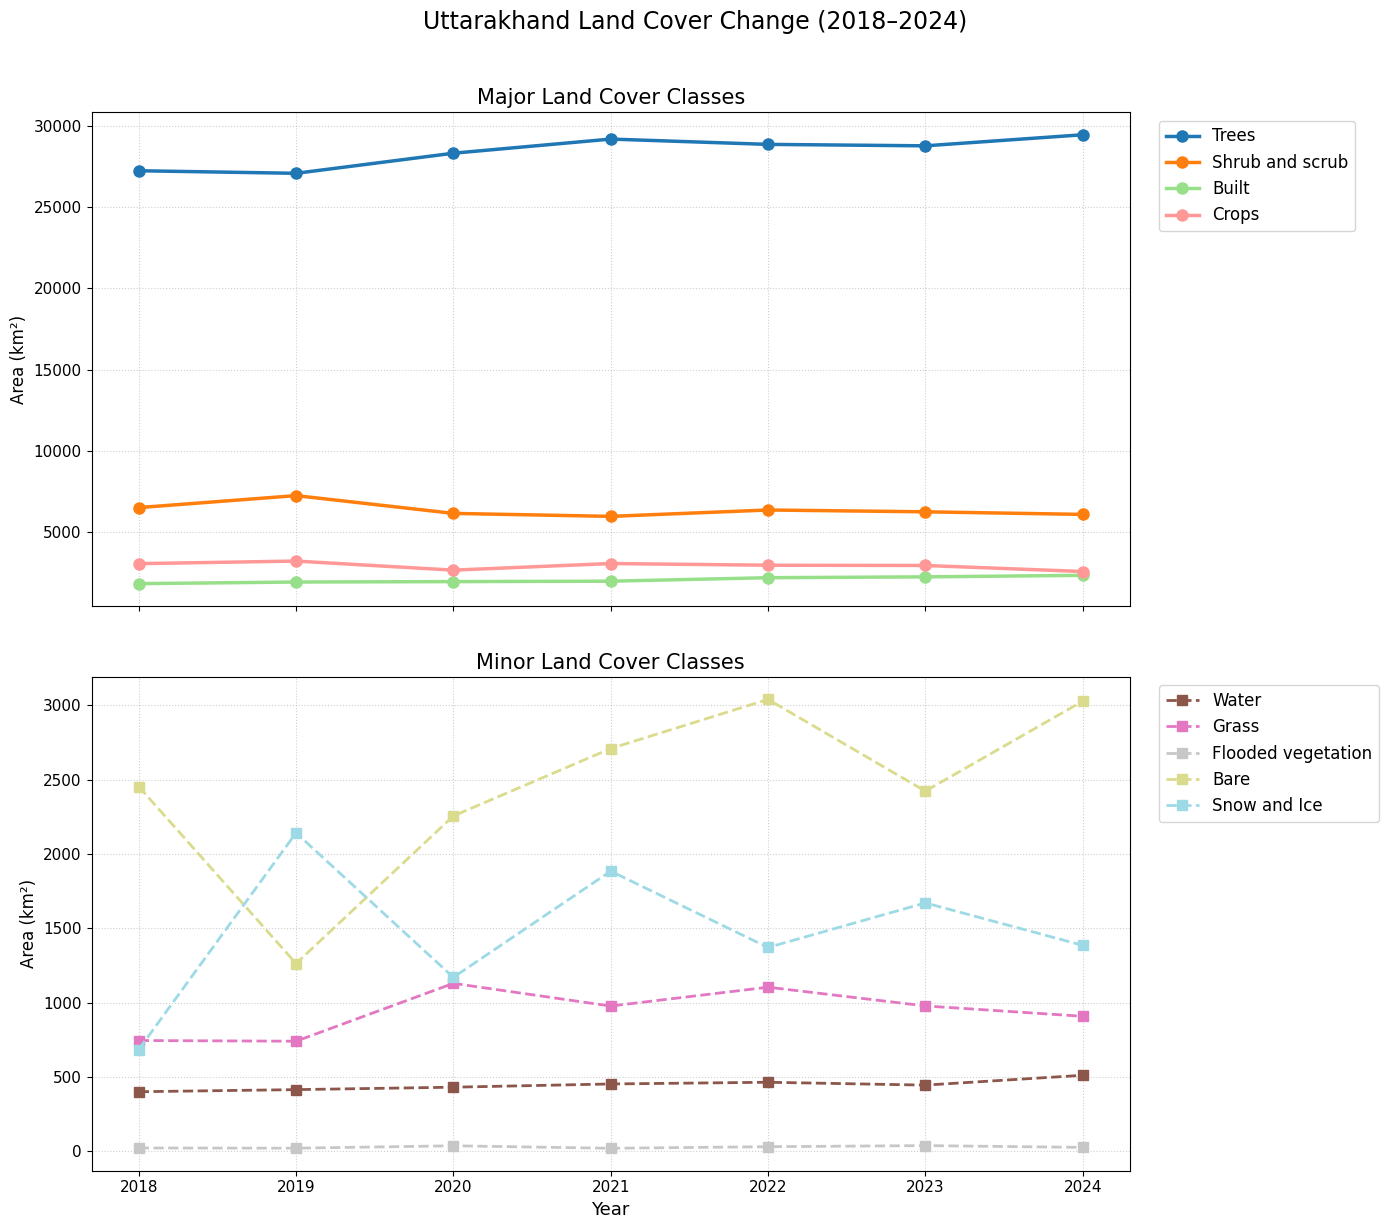 Uttarakhand Land Cover Change (2018–2024)
Major Land Cover Classes
30000
25000
20000
15000
10000
5000
Area (km²)
Trees
Shrub and scrub
Built
Crops
Minor Land Cover Classes
3000
2500
2000
1500
1000
500
0
Area (km²)
Water
Grass
Flooded vegetation
Bare
Snow and Ice
2018 2019 2020 2021 2022 2023 2024
Year